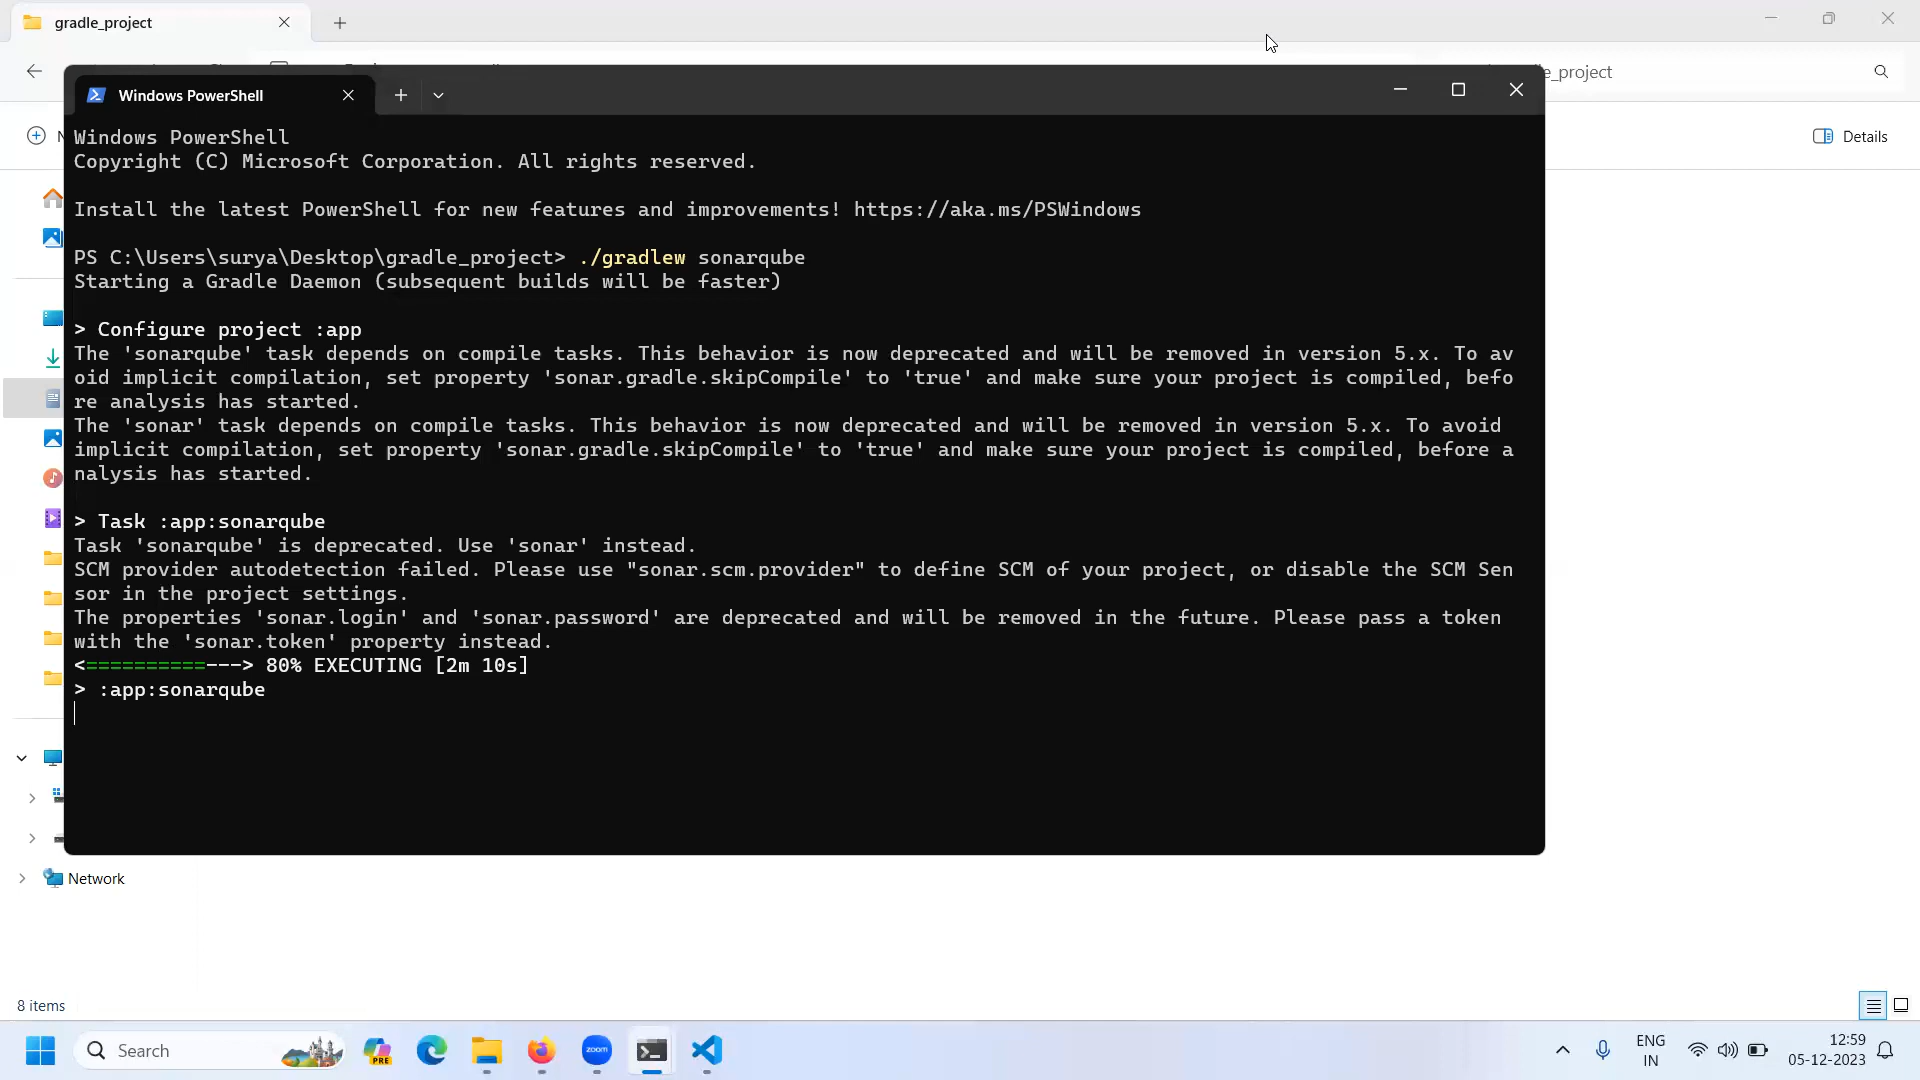 gradle_project
e_project
Windows PowerShell
Details
Windows PowerShell
Copyright (C) Microsoft Corporation. All rights reserved.
Install the latest PowerShell for new features and improvements! https://aka.ms/PSWindows
PS C:\Users\surya\Desktop\gradle_project> ./gradlew sonarqube
Starting a Gradle Daemon (subsequent builds will be faster)
> Configure project :app
The 'sonarqube' task depends on compile tasks. This behavior is now deprecated and will be removed in version 5.x. To av
oid implicit compilation, set property 'sonar.gradle.skipCompile' to 'true' and make sure your project is compiled, befo
re analysis has started.
The 'sonar' task depends on compile tasks. This behavior is now deprecated and will be removed in version 5.x. To avoid
implicit compilation, set property 'sonar.gradle.skipCompile' to 'true' and make sure your project is compiled, before a
nalysis has started.
> Task :app:sonarqube
Task 'sonarqube' is deprecated. Use 'sonar' instead.
SCM provider autodetection failed. Please use "sonar.scm.provider" to define SCM of your project, or disable the SCM Sen
sor in the project settings.
The properties 'sonar.login' and 'sonar.password' are deprecated and will be removed in the future. Please pass a token
with the 'sonar.token' property instead.
<==========---> 80% EXECUTING [2m 10s]
> :app:sonarqube
Network
8 items
Search
PRE
zoom
ENG
IN
12:59
05-12-2023